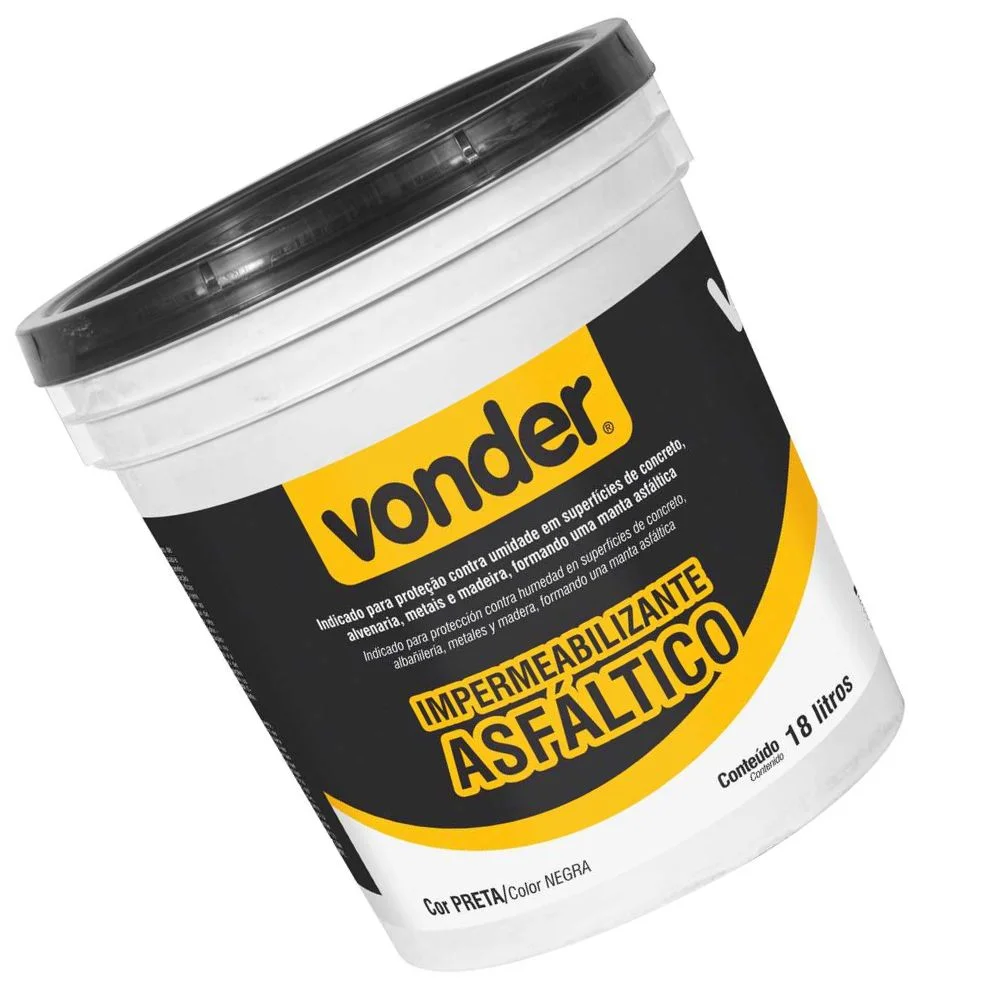 vonder®
Indicado para proteção contra umidade em superfícies de concreto,
alvenaria, metais e madeira, formando uma manta asfáltica
Indicado para protección contra humedad en superfícies de concreto,
albañilería, metales y madera, formando una manta asfáltica
IMPERMEABILIZANTE
ASFÁLTICO
Conteúdo 18 litros
Contenido
Cor PRETA/Color NEGRA